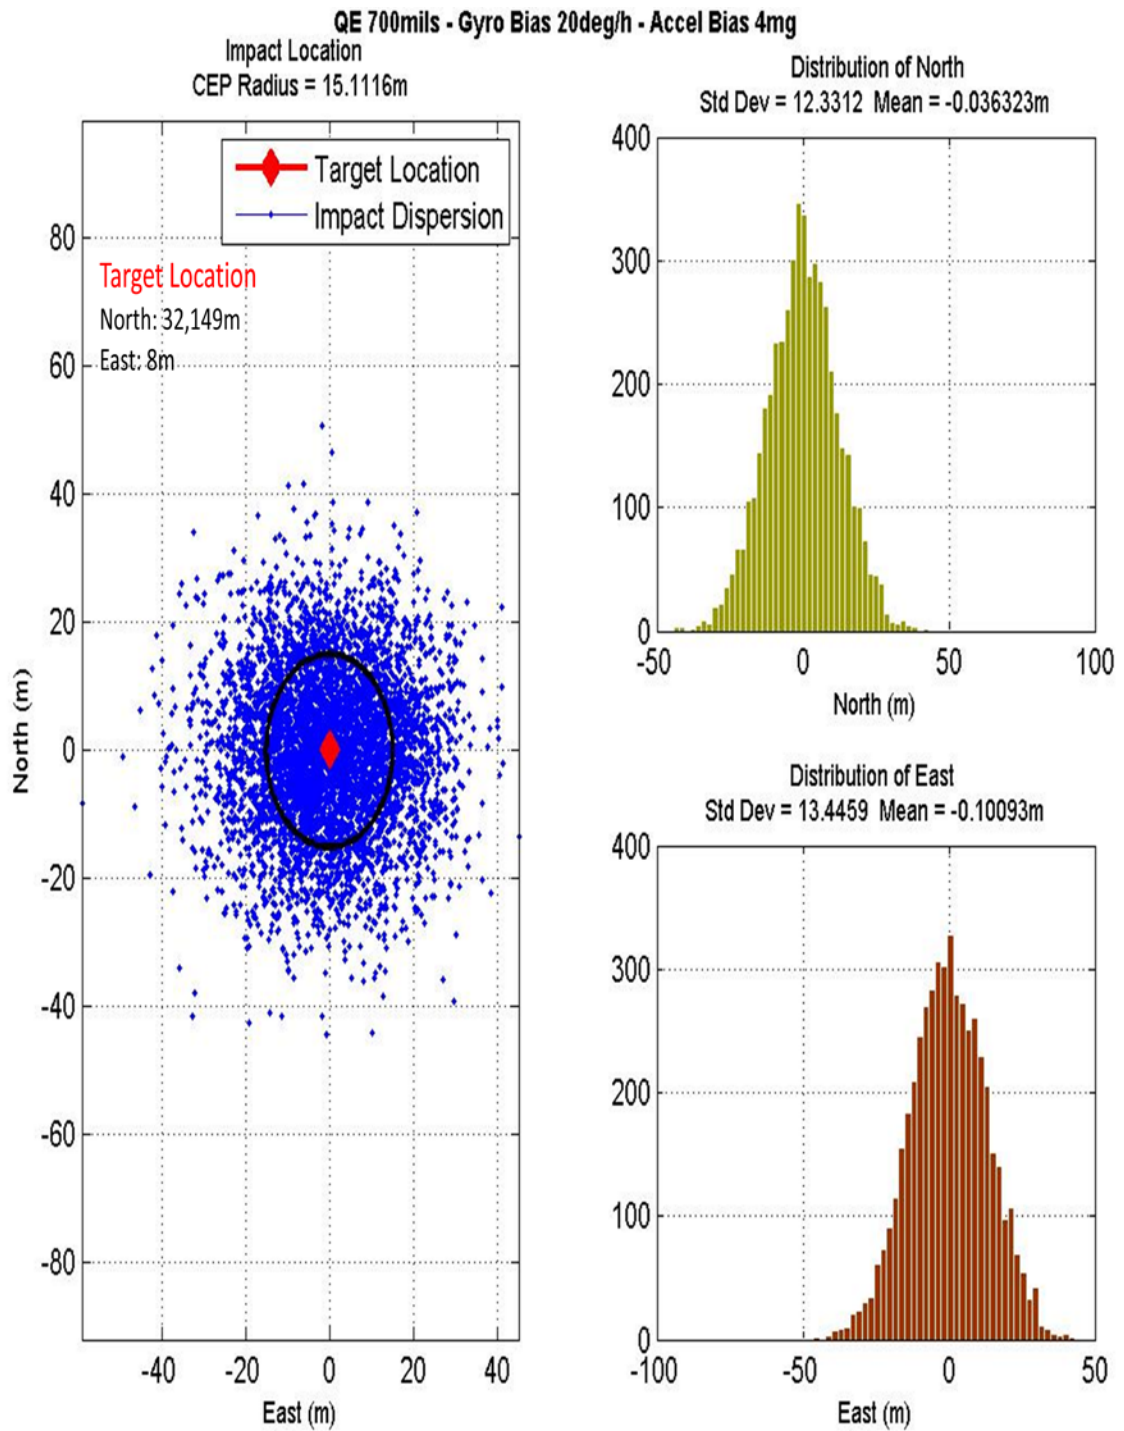 QE 700mils - Gyro Bias 20deg/h - Accel Bias 4mg
Impact Location
CEP Radius = 15.1116m
Target Location
Impact Dispersion
Target Location
North: 32,149m
East: 8m
80
60
40
20
0
-20
-40
-60
-80
North (m)
-40
-20
0
20
40
East (m)
Distribution of North
Std Dev = 12.3312 Mean = -0.036323m
400
300
200
100
0
-50
0
50
100
North (m)
Distribution of East
Std Dev = 13.4459 Mean = -0.10093m
400
300
200
100
0
-100
-50
0
50
East (m)